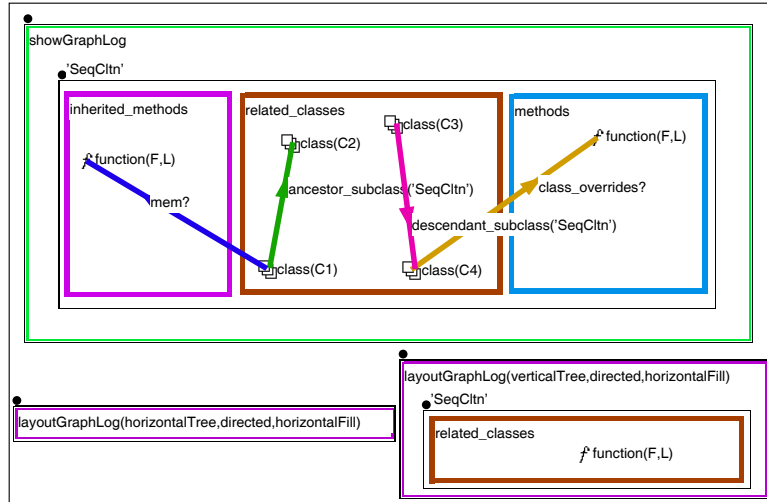 showGraphLog
'SeqCltn'
inherited_methods
related_classes
methods
class(C3)
class(C2)
ƒ function(F,L)
ƒ function(F,L)
ancestor_subclass('SeqCltn')
class_overrides?
mem?
descendant_subclass('SeqCltn')
class(C1)
class(C4)
layoutGraphLog(verticalTree,directed,horizontalFill)
'SeqCltn'
layoutGraphLog(horizontalTree,directed,horizontalFill)
related_classes
ƒ function(F,L)